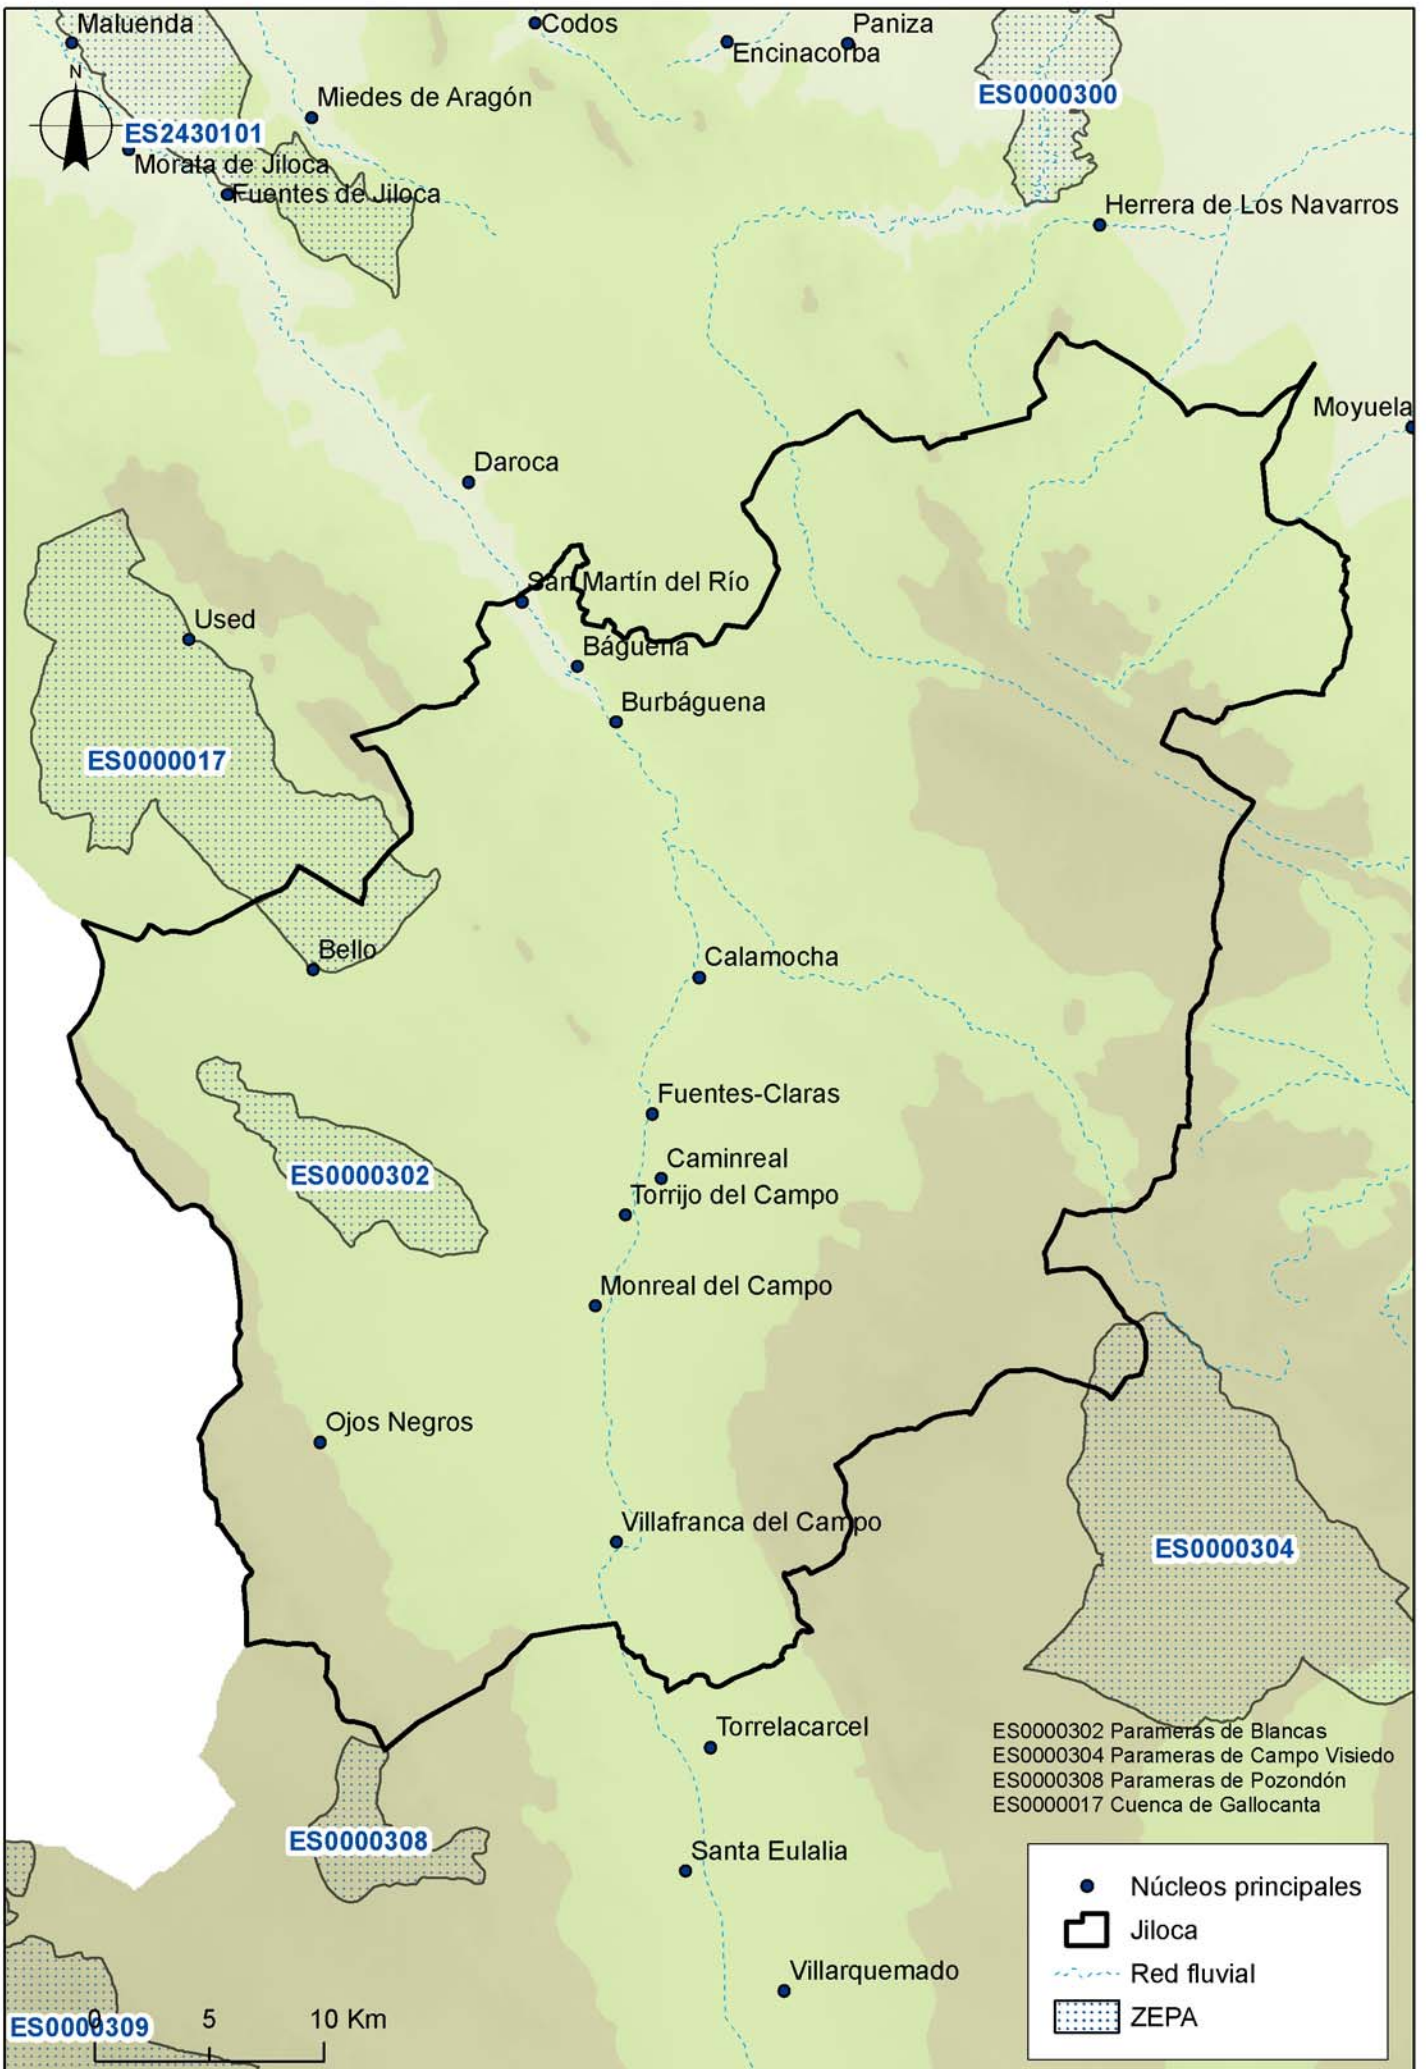 Maluenda
Codos
Paniza
Encinacorba
N
ES0000300
Miedes de Aragón
ES2430101
Morata de Jiloca
Fuentes de Jiloca
Herrera de Los Navarros
Moyuela
Daroca
San Martín del Río
Used
Báguena
Burbáguena
ES0000017
Bello
Calamocha
Fuentes-Claras
Caminreal
ES0000302
Torrijo del Campo
Monreal del Campo
Ojos Negros
Villafranca del Campo
ES0000304
Torrelacarcel
ES0000302 Parameras de Blancas
ES0000304 Parameras de Campo Visiedo
ES0000308 Parameras de Pozondón
ES0000017 Cuenca de Gallocanta
ES0000308
Santa Eulalia
Núcleos principales
Jiloca
Villarquemado
Red fluvial
ZEPA
0 5 10 Km
ES0000309